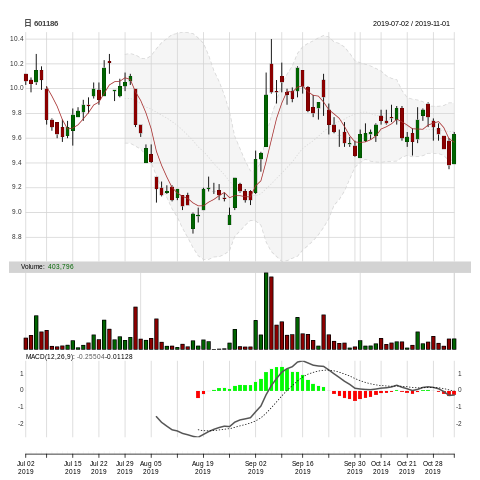 日 601186
2019-07-02 / 2019-11-01
10.4
10.2
10.0
9.8
9.6
9.4
9.2
9.0
8.8
Volume: 403,796
MACD(12,26,9): -0.25504-0.01128
1 1
0 0
-1 -1
-2 -2
Jul 02 Jul 15 Jul 22 Jul 29 Aug 05 Aug 19 Sep 02 Sep 16 Sep 30 Oct 14 Oct 21 Oct 28
2019 2019 2019 2019 2019 2019 2019 2019 2019 2019 2019 2019